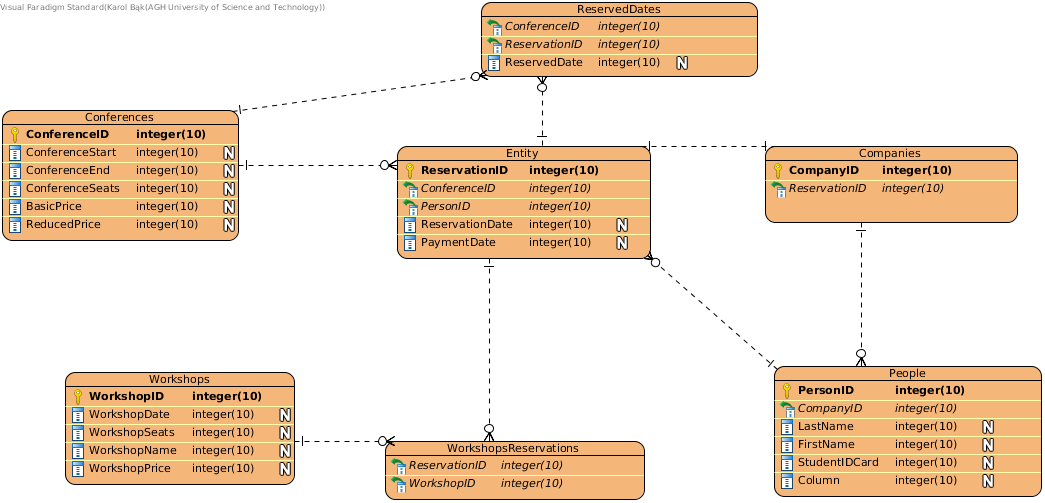 Visual Paradigm Standard(Karol Bąk(AGH University of Science and Technology))
ReservedDates
ConferenceID integer(10)
ReservationID integer(10)
ReservedDate integer(10) N
Conferences
ConferenceID integer(10)
ConferenceStart integer(10) N
ConferenceEnd integer(10) N
ConferenceSeats integer(10) N
BasicPrice integer(10) N
ReducedPrice integer(10) N
Entity
ReservationID integer(10)
ConferenceID integer(10)
PersonID integer(10)
ReservationDate integer(10) N
PaymentDate integer(10) N
Companies
CompanyID integer(10)
ReservationID integer(10)
Workshops
WorkshopID integer(10)
WorkshopDate integer(10) N
WorkshopSeats integer(10) N
WorkshopName integer(10) N
WorkshopPrice integer(10) N
WorkshopsReservations
ReservationID integer(10)
WorkshopID integer(10)
People
PersonID integer(10)
CompanyID integer(10)
LastName integer(10) N
FirstName integer(10) N
StudentIDCard integer(10) N
Column integer(10) N